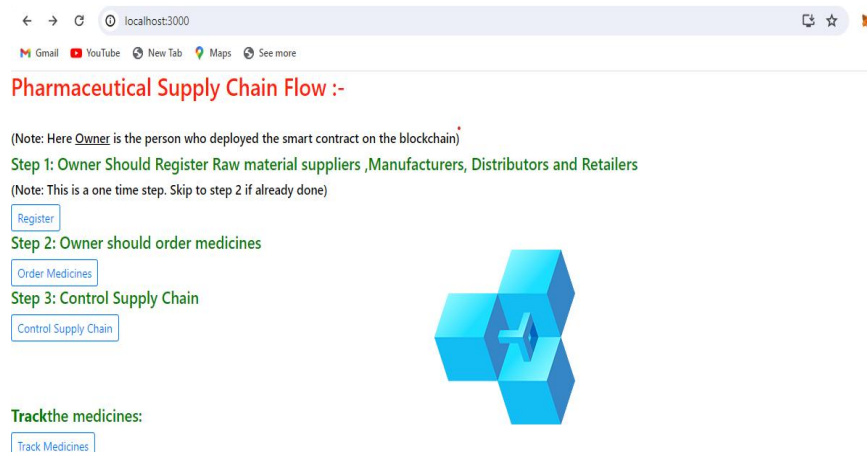 localhost:3000
Gmail YouTube New Tab Maps See more
Pharmaceutical Supply Chain Flow :-
(Note: Here Owner is the person who deployed the smart contract on the blockchain)
Step 1: Owner Should Register Raw material suppliers ,Manufacturers, Distributors and Retailers
(Note: This is a one time step. Skip to step 2 if already done)
Register
Step 2: Owner should order medicines
Order Medicines
Step 3: Control Supply Chain
Control Supply Chain
Trackthe medicines:
Track Medicines